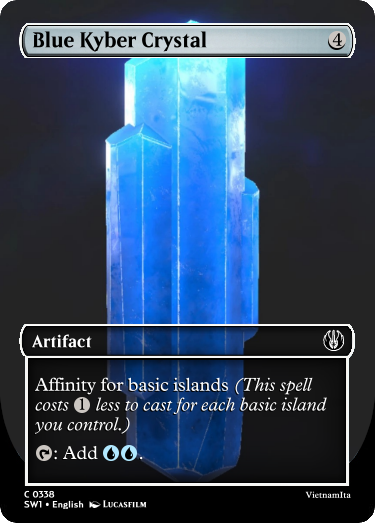 Blue Kyber Crystal 4
Artifact
Affinity for basic islands (This spell
costs 1 less to cast for each basic island
you control.)
: Add .
C 0338 VietnamIta
SW1 • English LUCASFILM